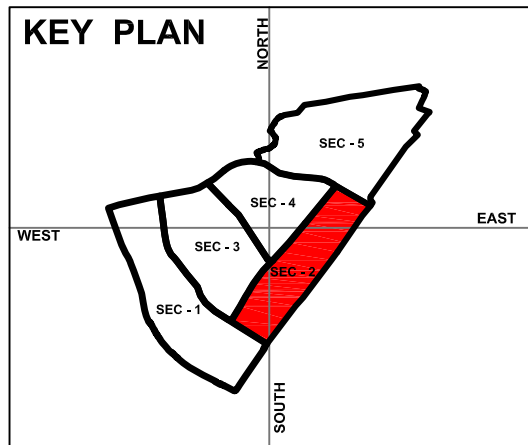 KEY PLAN
NORTH
SEC - 5
SEC - 4
WEST
EAST
SEC - 3
SEC - 2
SEC - 1
SOUTH